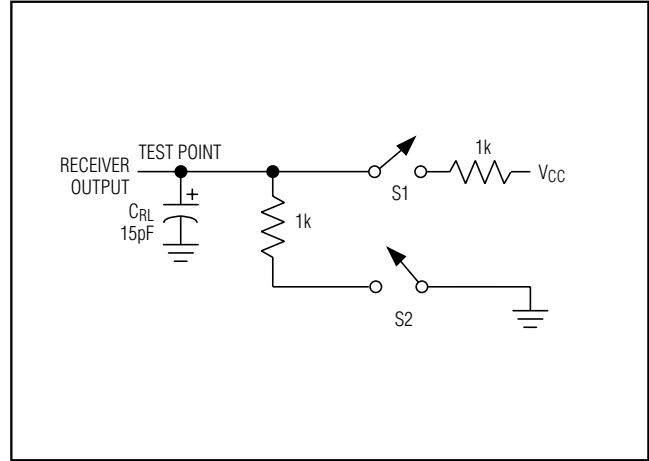 TEST POINT
RECEIVER
OUTPUT
+
CRL
15pF
1k
S1
1k
VCC
S2